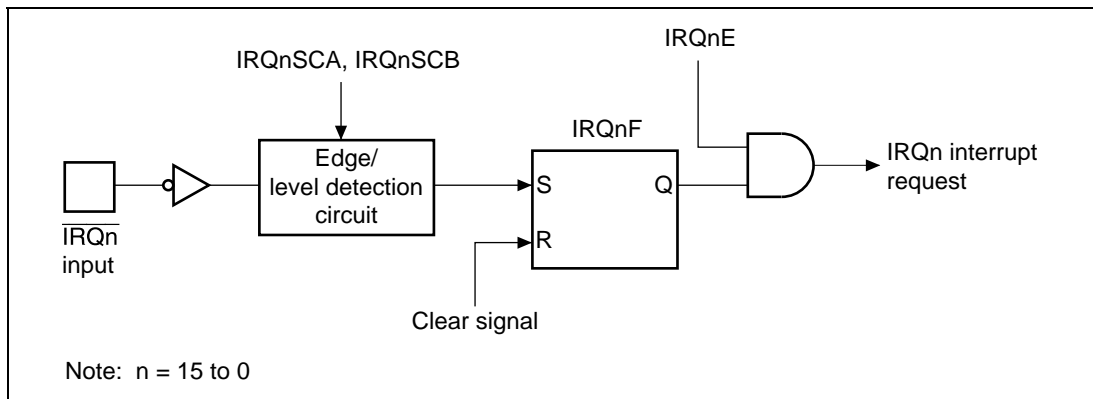 IRQnE
IRQnSCA, IRQnSCB
IRQnF
Edge/
level detection
circuit
S
Q
R
IRQn interrupt
request
IRQn
input
Clear signal
Note: n = 15 to 0